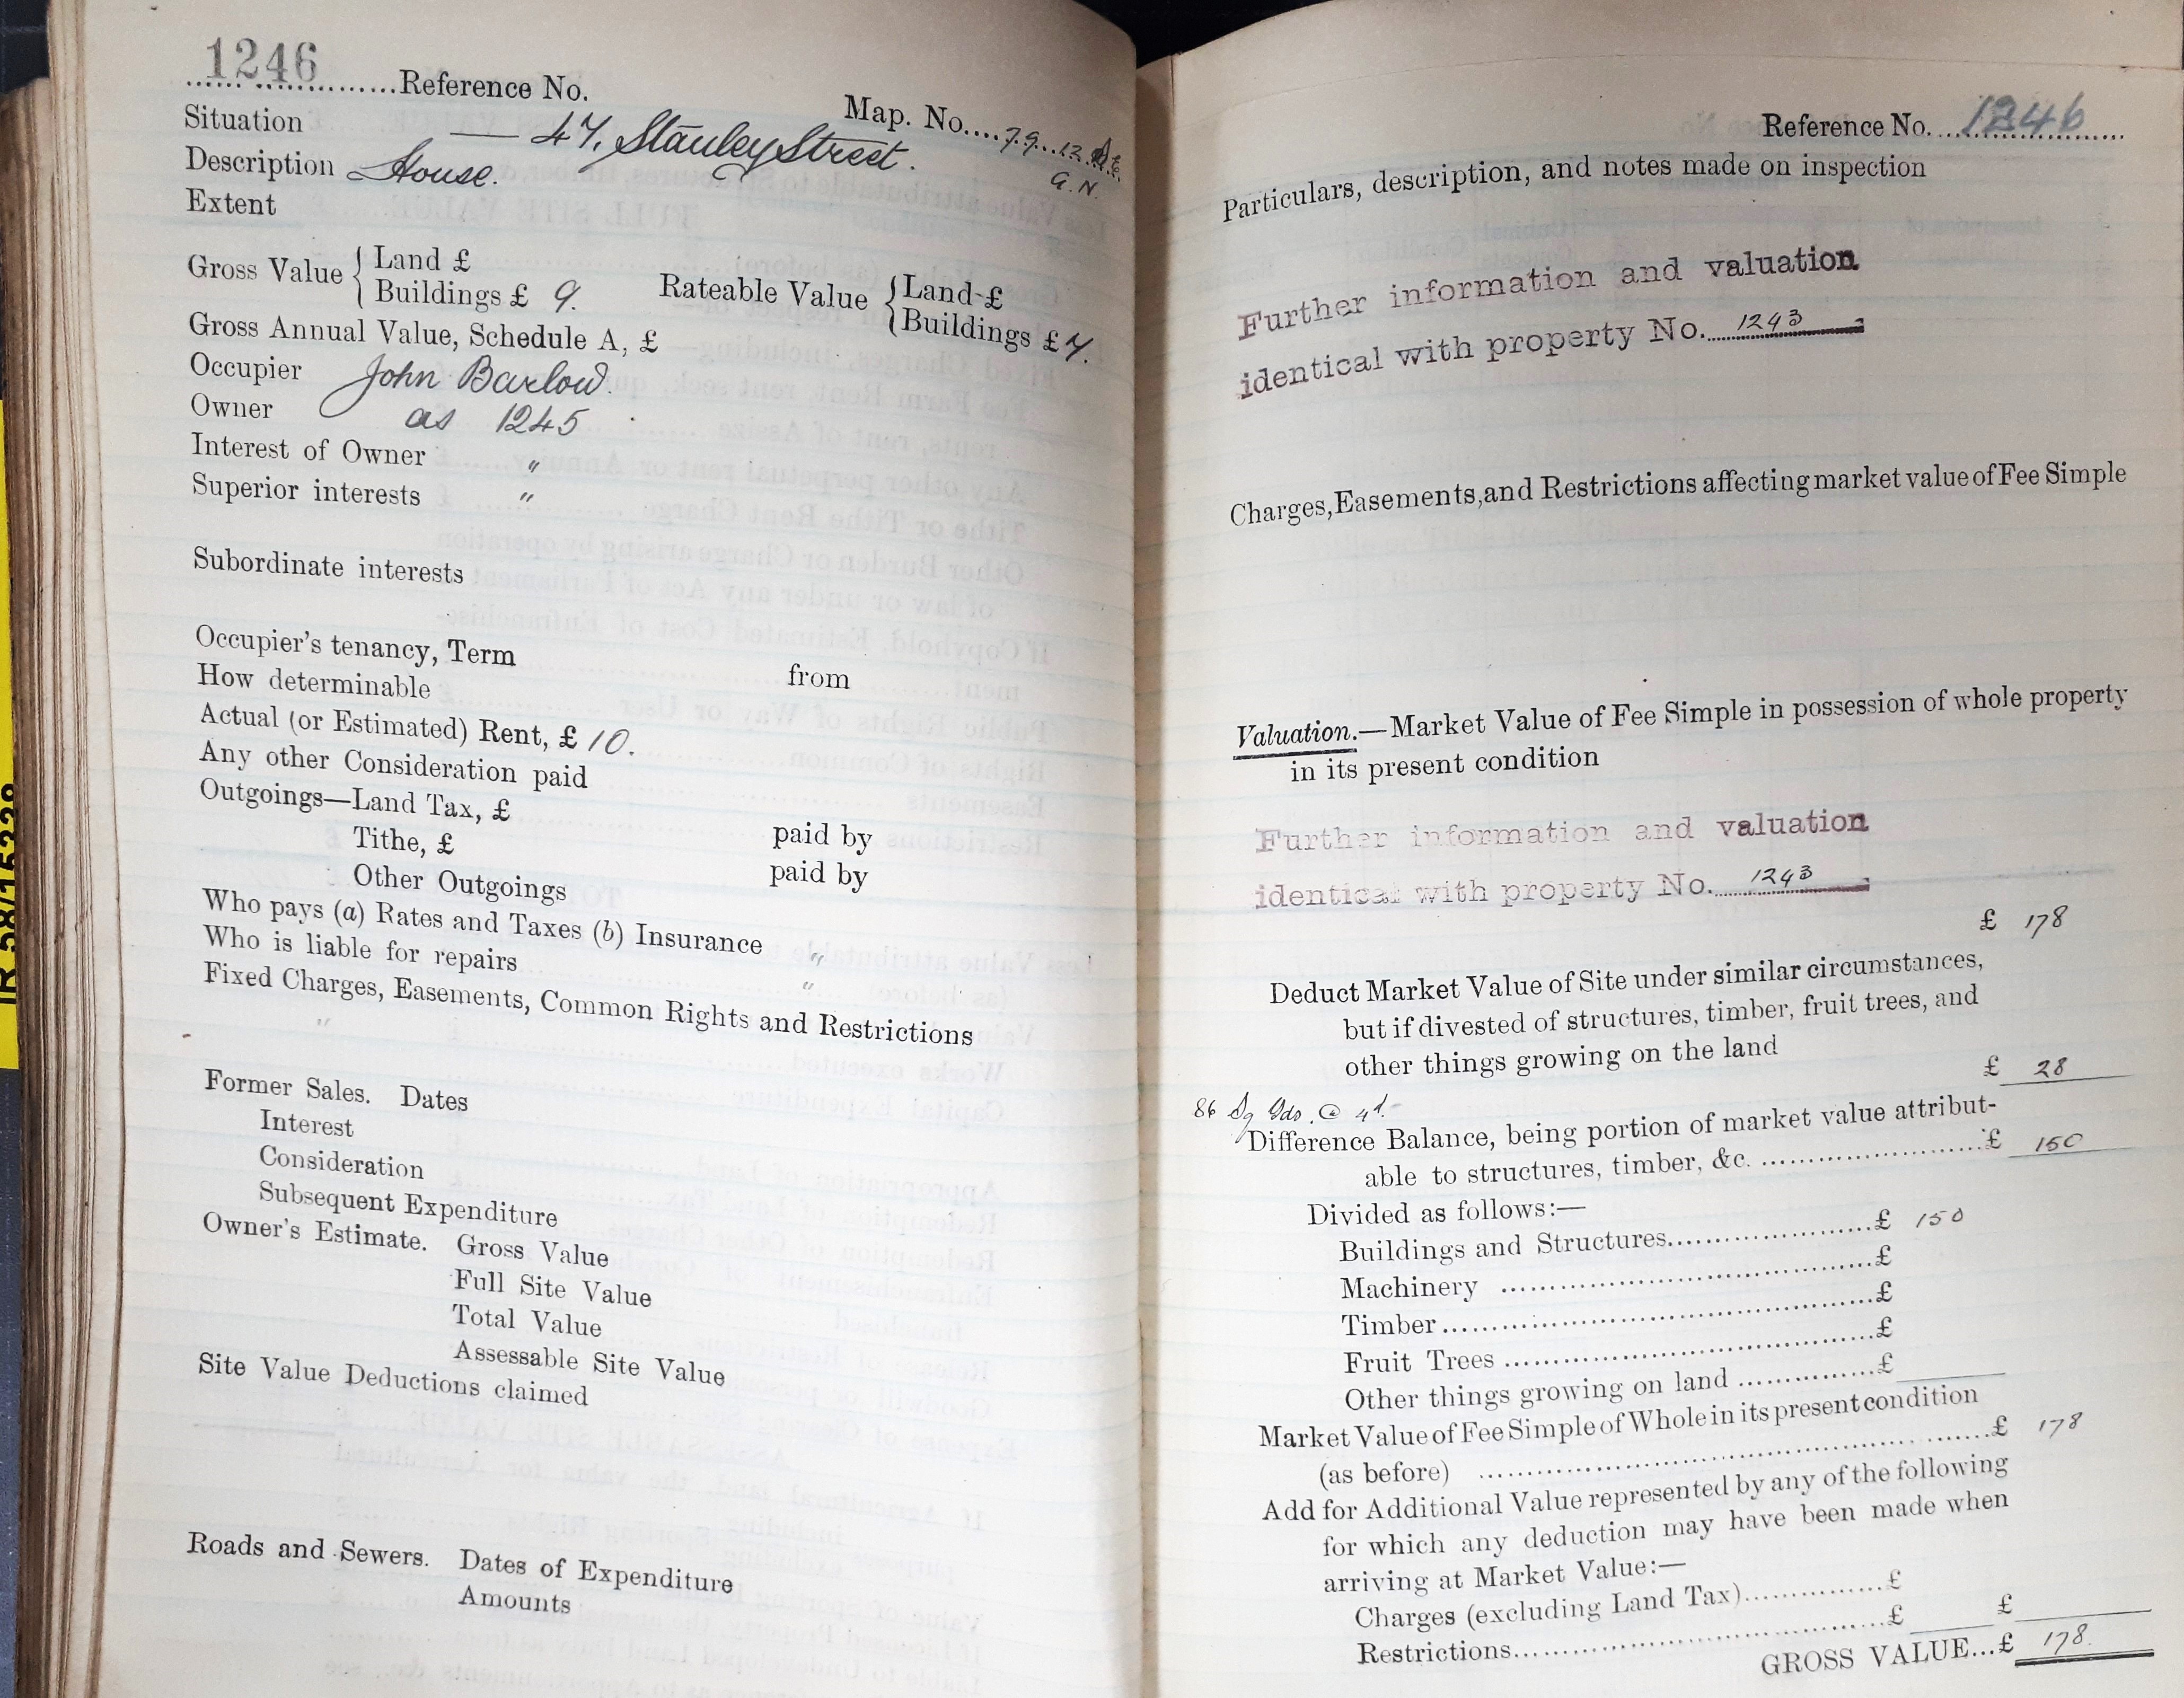 1246
..................Reference No.
Map. No....79.12
G.N.
Situation — 47, Stanley Street.
Description House.
Extent
Gross Value { Land £
Buildings £ 9.
Rateable Value { Land £
Buildings £ 7.
Gross Annual Value, Schedule A, £
Occupier John Barlow.
Owner as 1245
Interest of Owner "
Superior interests "
Subordinate interests
Occupier's tenancy, Term from
How determinable
Actual (or Estimated) Rent, £ 10.
Any other Consideration paid
Outgoings—Land Tax, £ paid by
Tithe, £ paid by
Other Outgoings
Who pays (a) Rates and Taxes (b) Insurance "
Who is liable for repairs "
Fixed Charges, Easements, Common Rights and Restrictions
"
Former Sales. Dates
Interest
Consideration
Subsequent Expenditure
Owner's Estimate. Gross Value
Full Site Value
Total Value
Assessable Site Value
Site Value Deductions claimed
Roads and Sewers. Dates of Expenditure
Amounts
Reference No. 1246
Particulars, description, and notes made on inspection
Further information and valuation
identical with property No. 1243
Charges, Easements, and Restrictions affecting market value of Fee Simple
Valuation.—Market Value of Fee Simple in possession of whole property
in its present condition
Further information and valuation
identical with property No. 1243
£ 178
Deduct Market Value of Site under similar circumstances,
but if divested of structures, timber, fruit trees, and
other things growing on the land
£ 28
86 Sq Yds. @ 4d.
Difference Balance, being portion of market value attribut-
able to structures, timber, &c. ..............................£ 150
Divided as follows:—
Buildings and Structures.........................£ 150
Machinery .............................................£
Timber...................................................£
Fruit Trees .............................................£
Other things growing on land ................£
Market Value of Fee Simple of Whole in its present condition
(as before) ...............................................................£ 178
Add for Additional Value represented by any of the following
for which any deduction may have been made when
arriving at Market Value:—
Charges (excluding Land Tax)................£
Restrictions.............................................£ £
GROSS VALUE...£ 178.